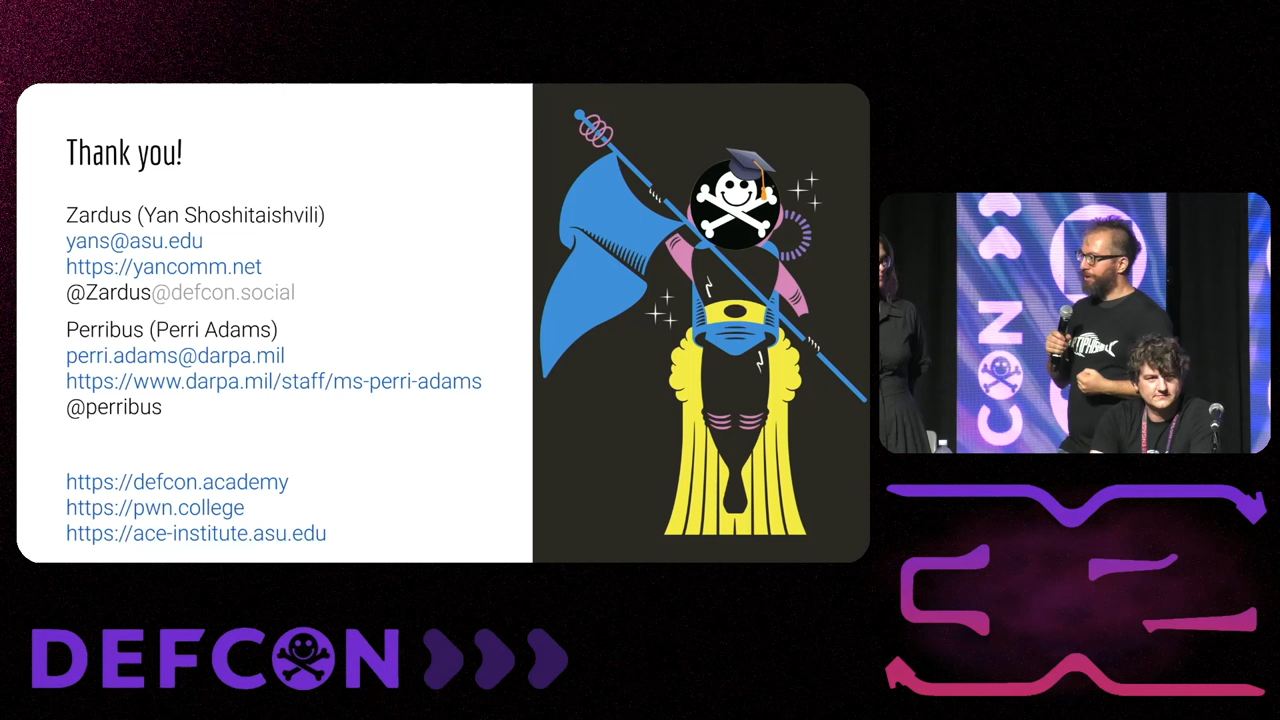 Thank you!
Zardus (Yan Shoshitaishvili)
yans@asu.edu
https://yancomm.net
@Zardus@defcon.social
Perribus (Perri Adams)
perri.adams@darpa.mil
https://www.darpa.mil/staff/ms-perri-adams
@perribus
https://defcon.academy
https://pwn.college
https://ace-institute.asu.edu
DEFCON